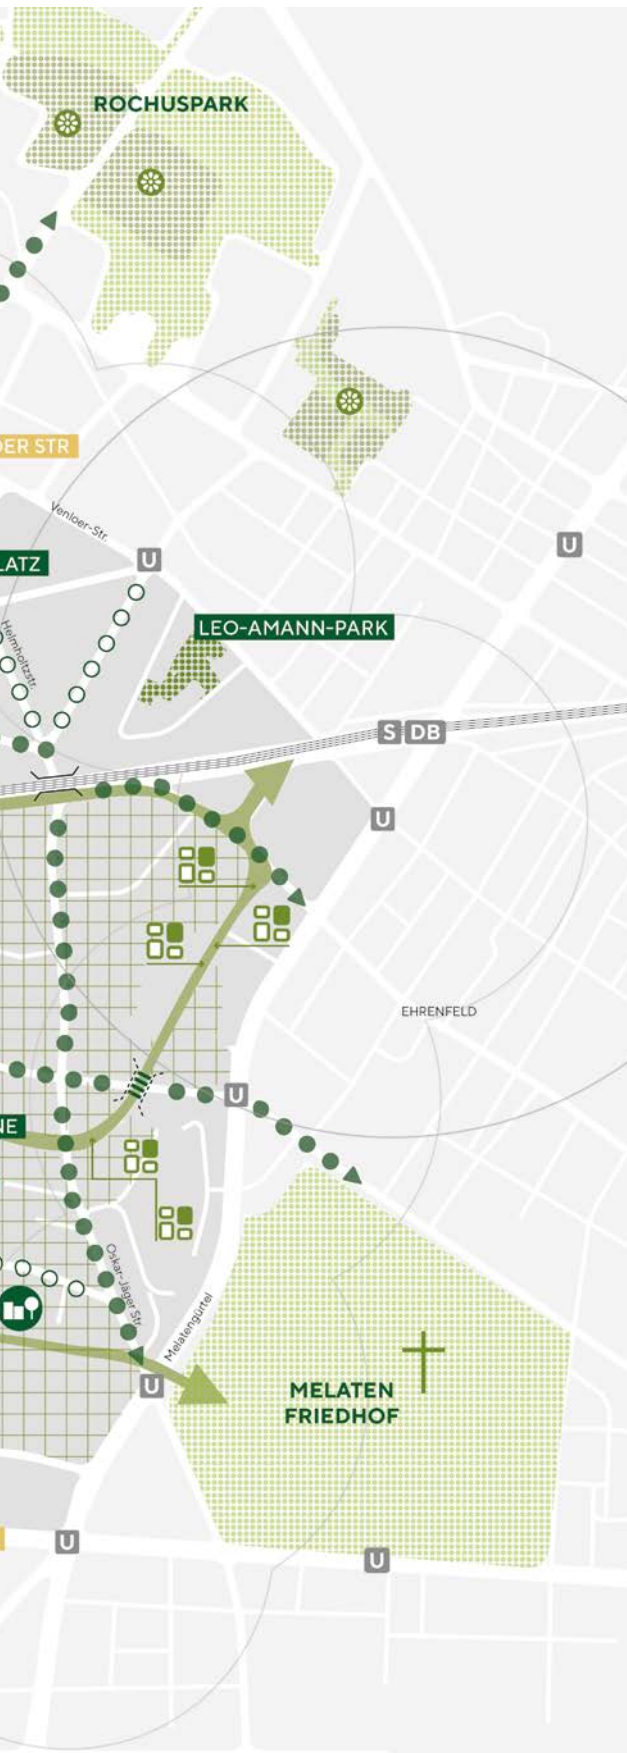 ROCHUSPARK
DER STR
Venloer-Str.
U
U
LATZ
Helmholtzstr.
LEO-AMANN-PARK
S DB
U
EHRENFELD
U
NE
Oskar-Jäger Str.
Melatengürtel
U
MELATEN
FRIEDHOF
U
U